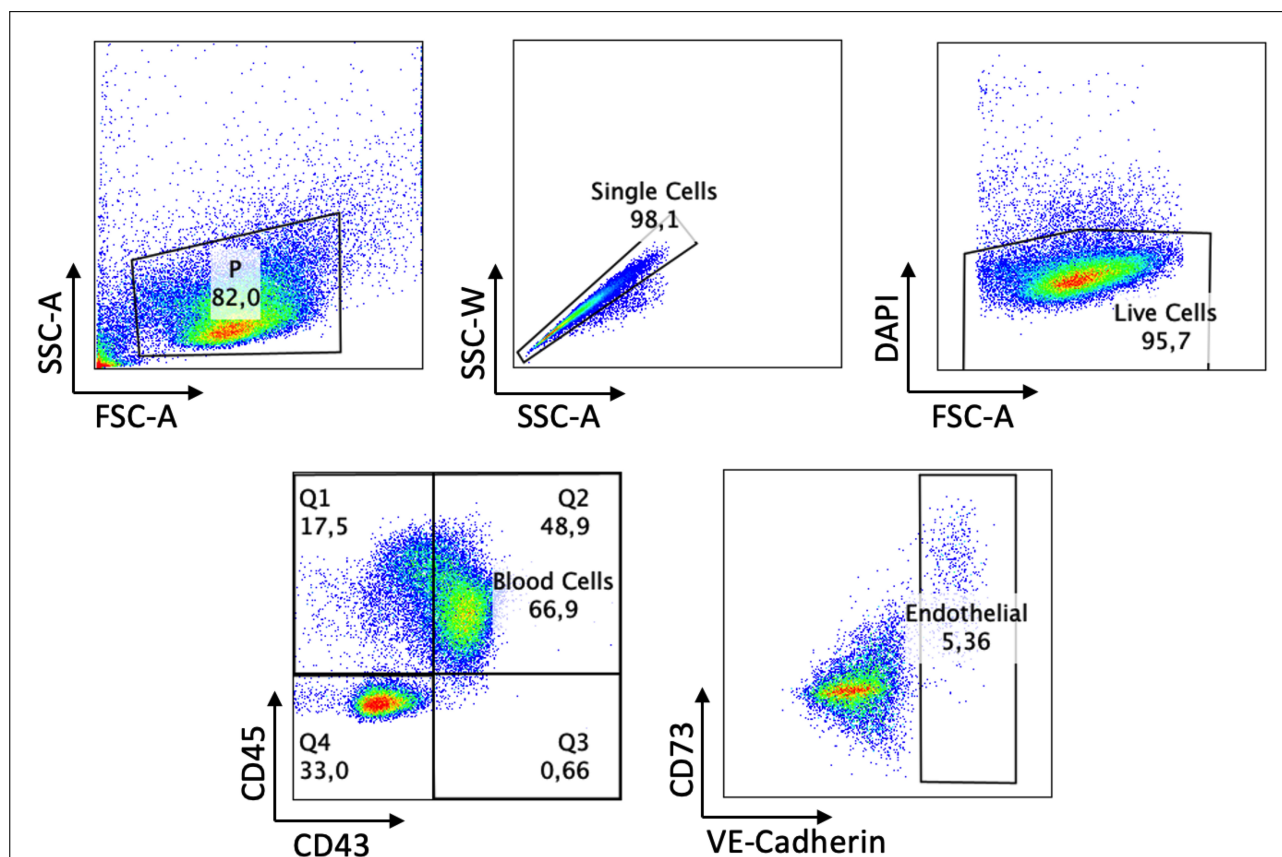 SSC-A
P
82,0
FSC-A
SSC-W
Single Cells
98,1
SSC-A
DAPI
Live Cells
95,7
FSC-A
CD45
Q1
17,5
Q2
48,9
Blood Cells
66,9
Q4
33,0
Q3
0,66
CD43
CD73
Endothelial
5,36
VE-Cadherin